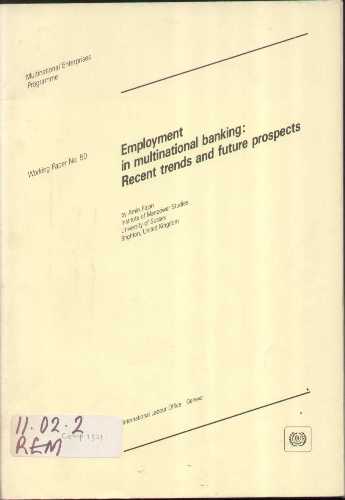 Multinational Enterprises
Programme
Working Paper No. 50
Employment
in multinational banking:
Recent trends and future prospects
by Amin Rajan
Institute of Manpower Studies
University of Sussex
Brighton, United Kingdom
International Labour Office Geneva
11.02.2
REM